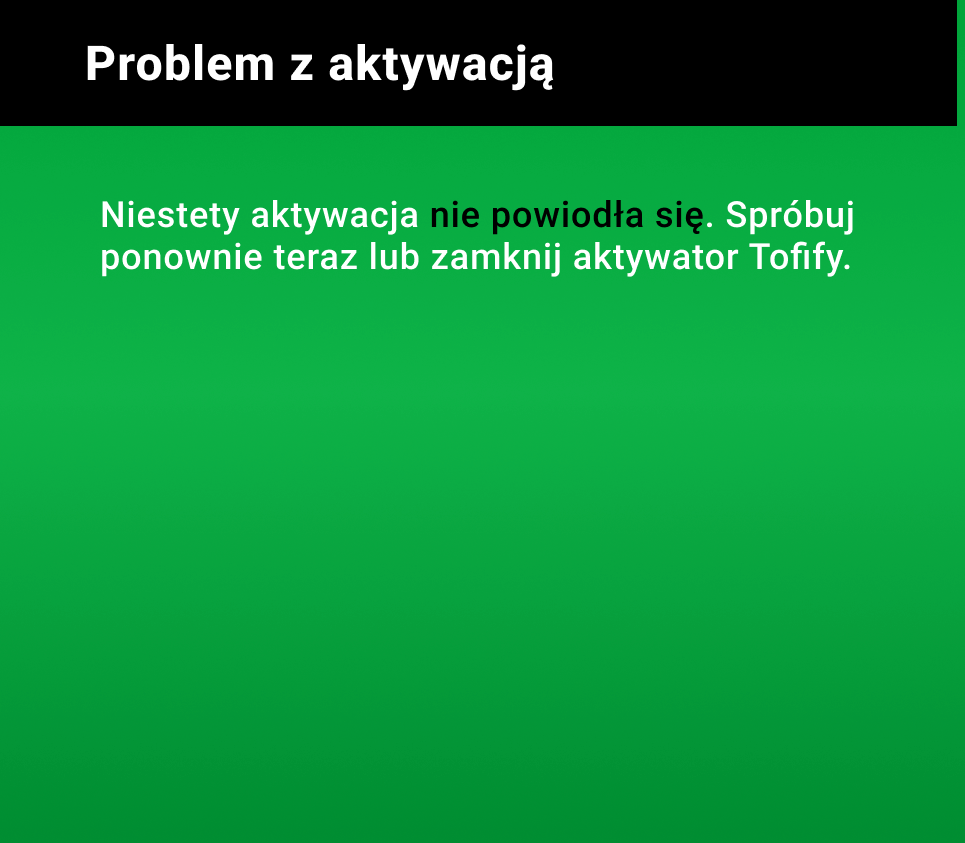 Problem z aktywacją
Niestety aktywacja nie powiodła się. Spróbuj
ponownie teraz lub zamknij aktywator Tofify.